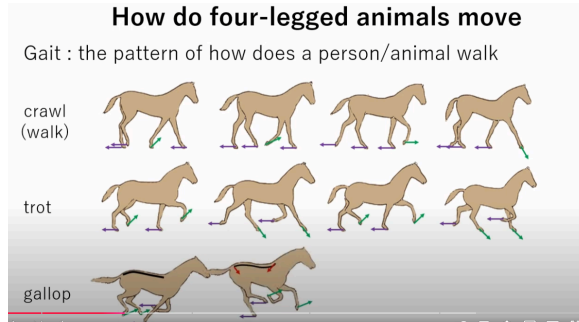 How do four-legged animals move
Gait : the pattern of how does a person/animal walk
crawl
(walk)
trot
gallop